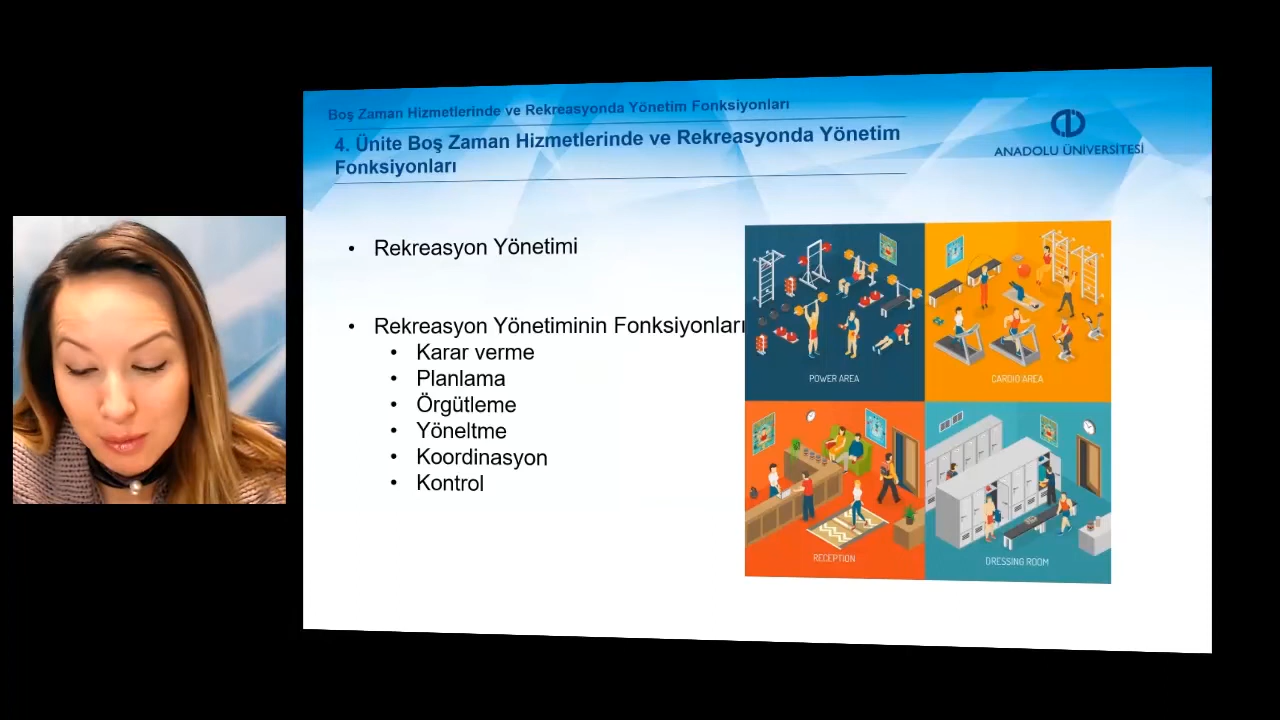 Boş Zaman Hizmetlerinde ve Rekreasyonda Yönetim Fonksiyonları
4. Ünite Boş Zaman Hizmetlerinde ve Rekreasyonda Yönetim
Fonksiyonları
ANADOLU ÜNİVERSİTESİ
• Rekreasyon Yönetimi
• Rekreasyon Yönetiminin Fonksiyonları
• Karar verme
• Planlama
• Örgütleme
• Yöneltme
• Koordinasyon
• Kontrol
POWER AREA
CARDIO AREA
RECEPTION
DRESSING ROOM